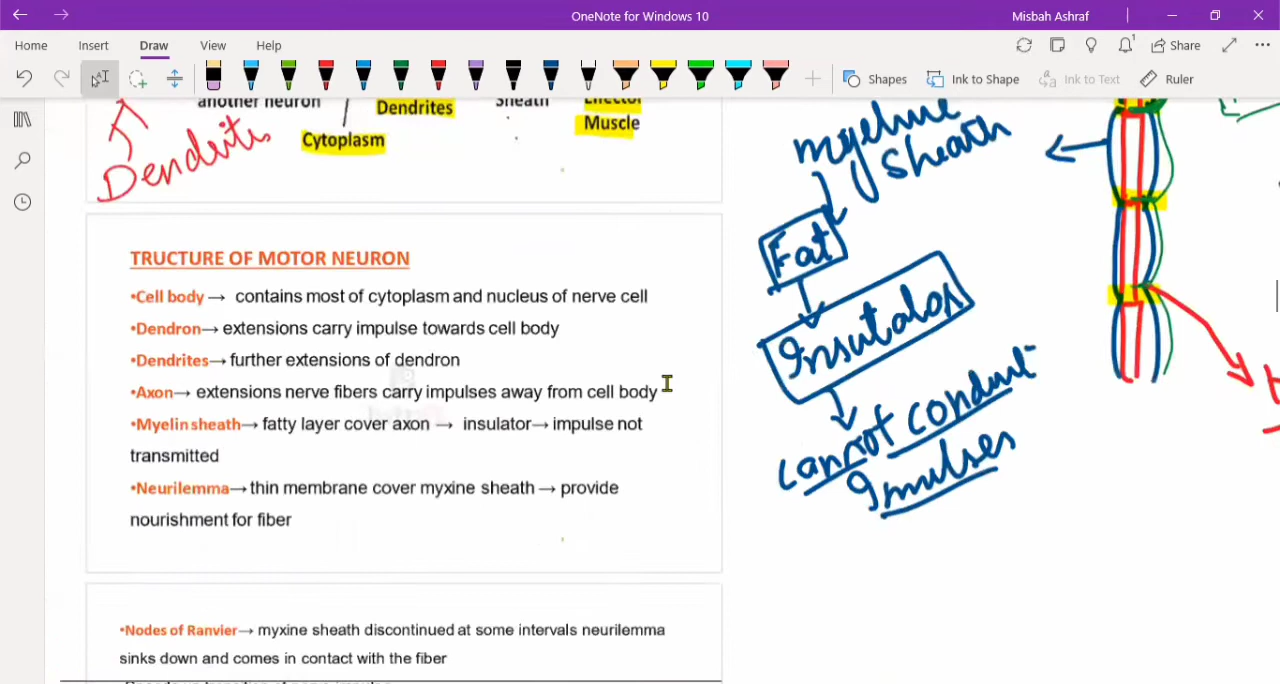 OneNote for Windows 10
Misbah Ashraf
Home Insert Draw View Help
Share
Shapes Ink to Shape Ink to Text Ruler
another neuron
Dendrites
Sheath
Effector
Muscle
Cytoplasm
Dendrite
TRUCTURE OF MOTOR NEURON
•Cell body→ contains most of cytoplasm and nucleus of nerve cell
•Dendron→ extensions carry impulse towards cell body
•Dendrites→ further extensions of dendron
•Axon→ extensions nerve fibers carry impulses away from cell body
•Myelin sheath→ fatty layer cover axon → insulator→ impulse not
transmitted
•Neurilemma→ thin membrane cover myxine sheath → provide
nourishment for fiber
•Nodes of Ranvier→ myxine sheath discontinued at some intervals neurilemma
sinks down and comes in contact with the fiber
myeline
Sheath
Fat
Insutalor
cannot conduct
Imulses